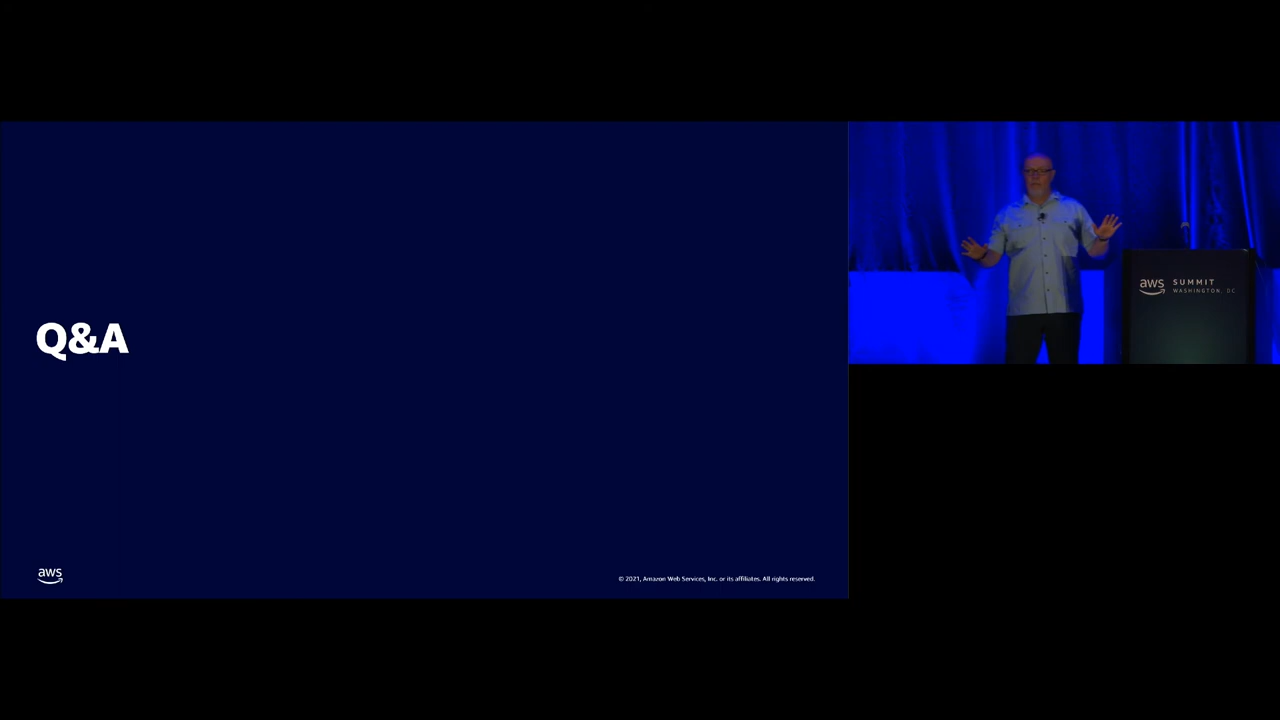 Q&A
aws
© 2021, Amazon Web Services, Inc. or its affiliates. All rights reserved.
aws SUMMIT
WASHINGTON, DC